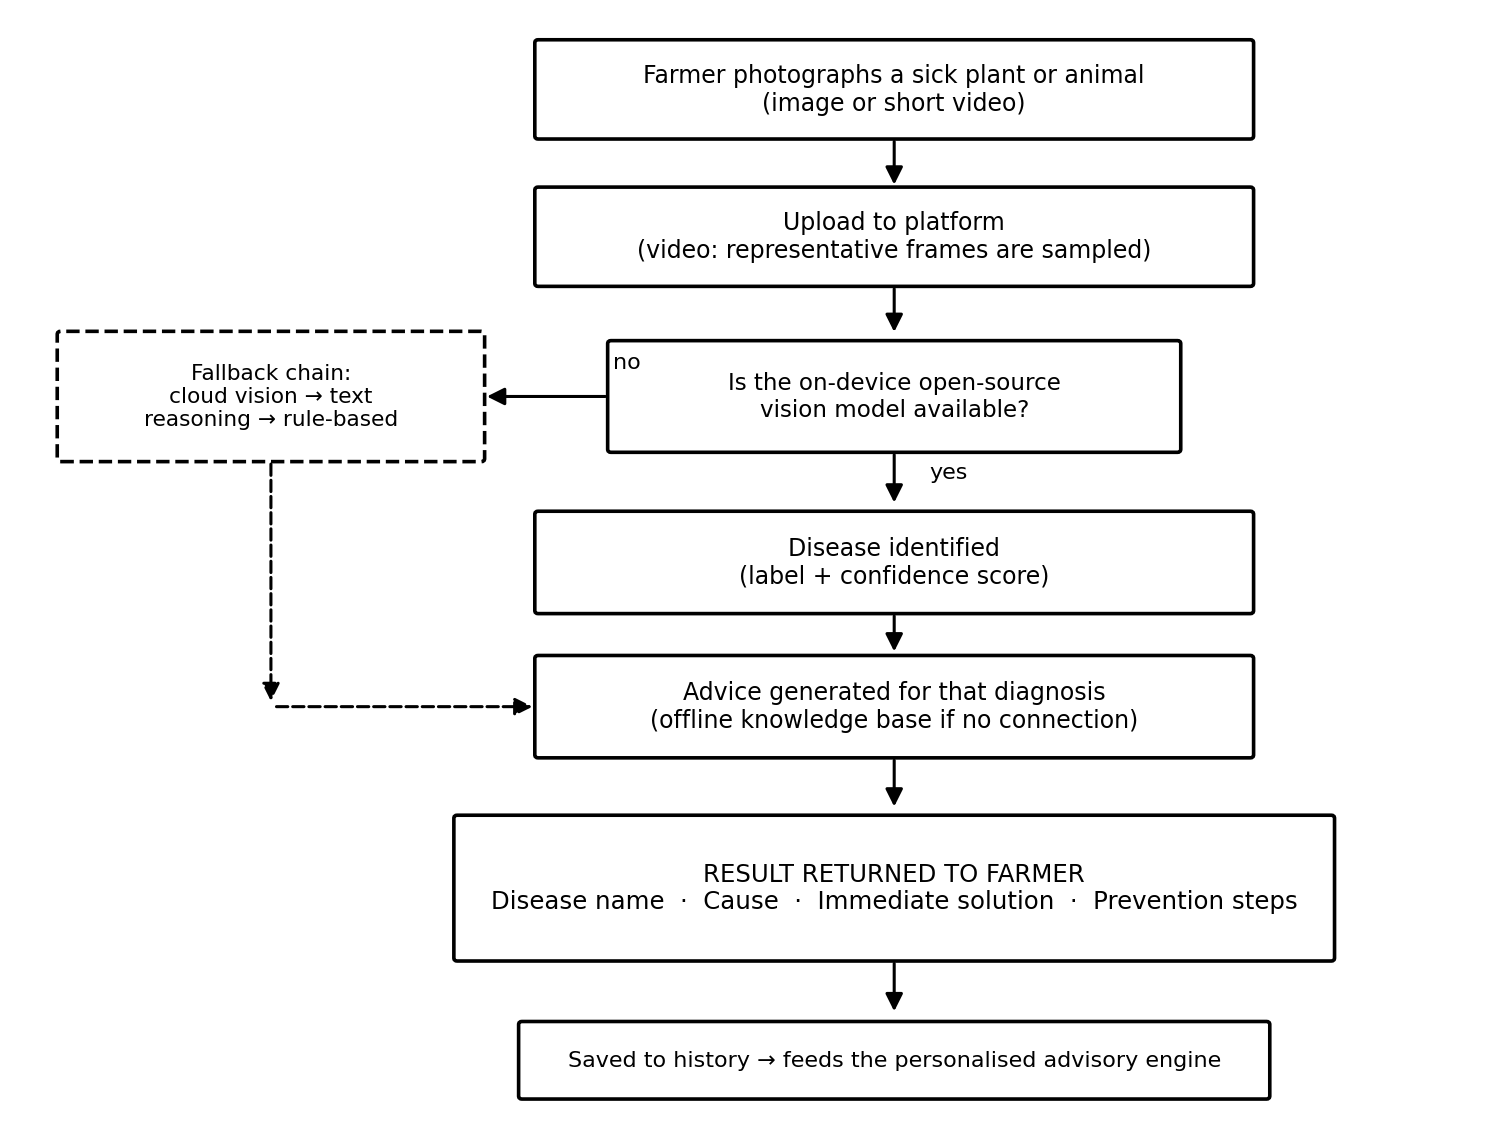 Farmer photographs a sick plant or animal
(image or short video)
Upload to platform
(video: representative frames are sampled)
no
Is the on-device open-source
vision model available?
Fallback chain:
cloud vision → text
reasoning → rule-based
yes
Disease identified
(label + confidence score)
Advice generated for that diagnosis
(offline knowledge base if no connection)
RESULT RETURNED TO FARMER
Disease name · Cause · Immediate solution · Prevention steps
Saved to history → feeds the personalised advisory engine